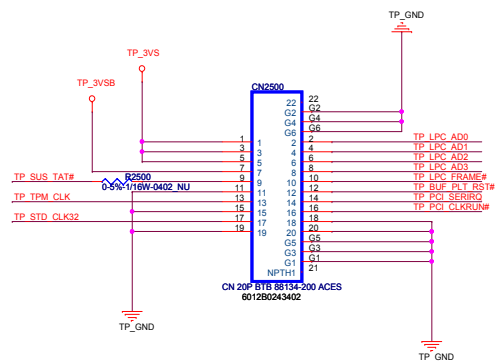 TP_GND
TP_3VS
TP_3VSB
CN2500
22 22
G2 G2
G4 G4
G6 G6
1 1 2 2 TP_LPC_AD0
3 3 4 4 TP_LPC_AD1
5 5 6 6 TP_LPC_AD2
7 7 8 8 TP_LPC_AD3
TP_SUS_TAT# R2500 9 9 10 10 TP_LPC_FRAME#
0-5%-1/16W-0402_NU 11 11 12 12 TP_BUF_PLT_RST#
TP_TPM_CLK 13 13 14 14 TP_PCI_SERIRQ
15 15 16 16 TP_PCI_CLKRUN#
TP_STD_CLK32 17 17 18 18
19 19 20 20
G5 G5
G3 G3
G1 G1
NPTH1 21
CN 20P BTB 88134-200 ACES
6012B0243402
TP_GND
TP_GND